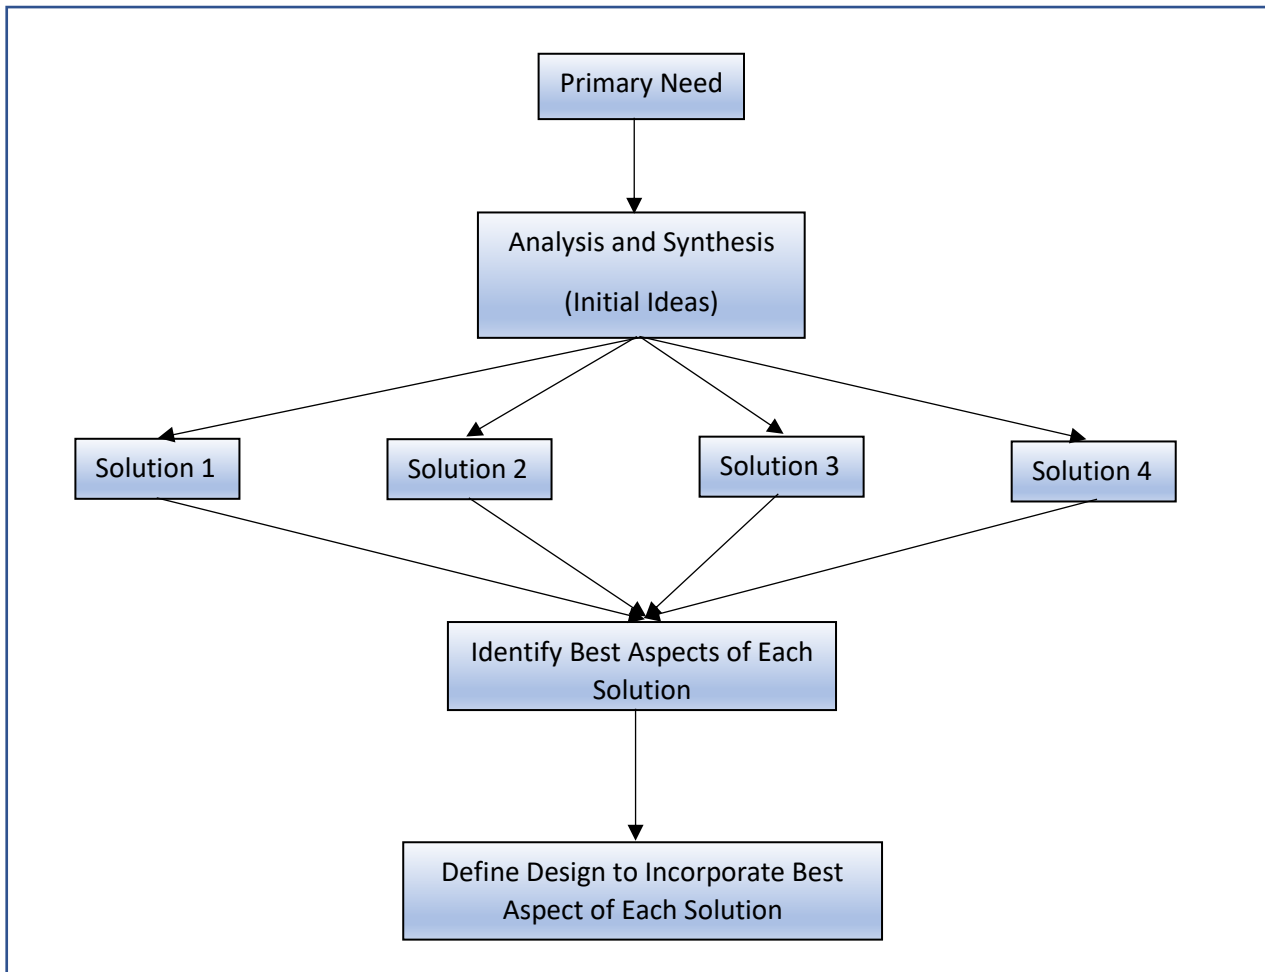 Primary Need
Analysis and Synthesis
(Initial Ideas)
Solution 1
Solution 2
Solution 3
Solution 4
Identify Best Aspects of Each
Solution
Define Design to Incorporate Best
Aspect of Each Solution